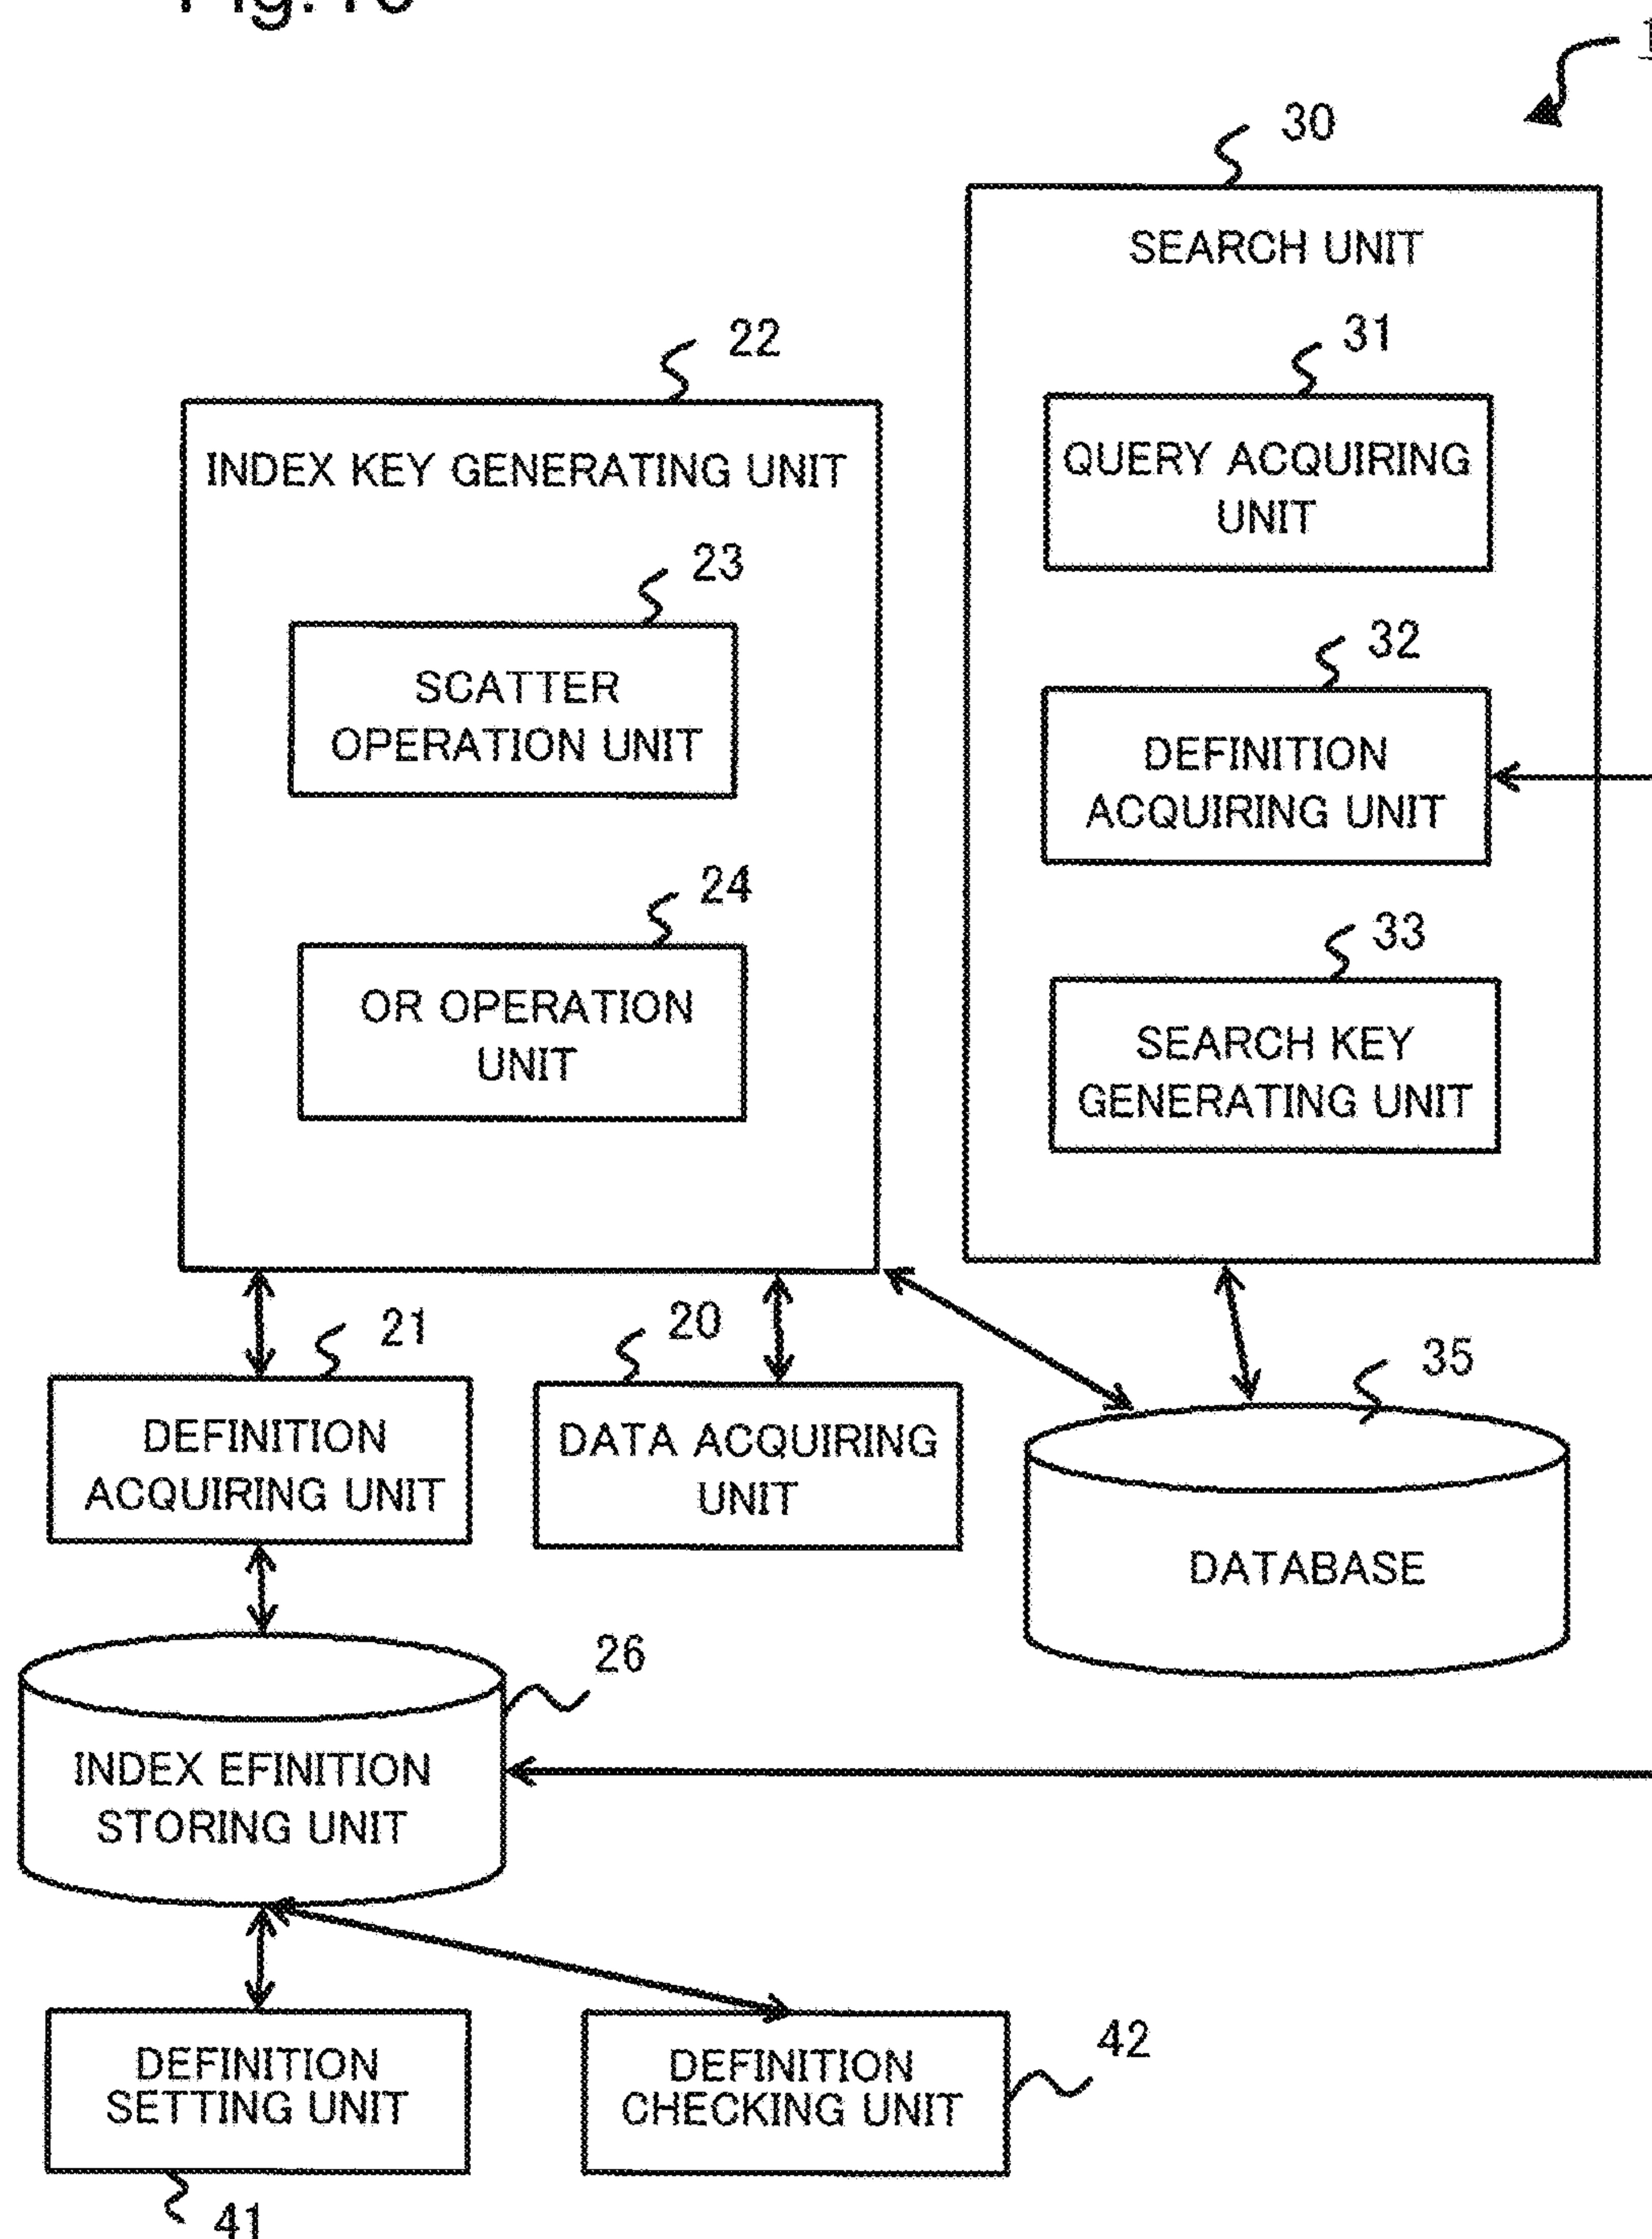 30
SEARCH UNIT
31
QUERY ACQUIRING
UNIT
32
DEFINITION
ACQUIRING UNIT
33
SEARCH KEY
GENERATING UNIT
22
INDEX KEY GENERATING UNIT
23
SCATTER
OPERATION UNIT
24
OR OPERATION
UNIT
21
DEFINITION
ACQUIRING UNIT
20
DATA ACQUIRING
UNIT
35
DATABASE
26
INDEX EFINITION
STORING UNIT
DEFINITION
SETTING UNIT
41
DEFINITION
CHECKING UNIT
42